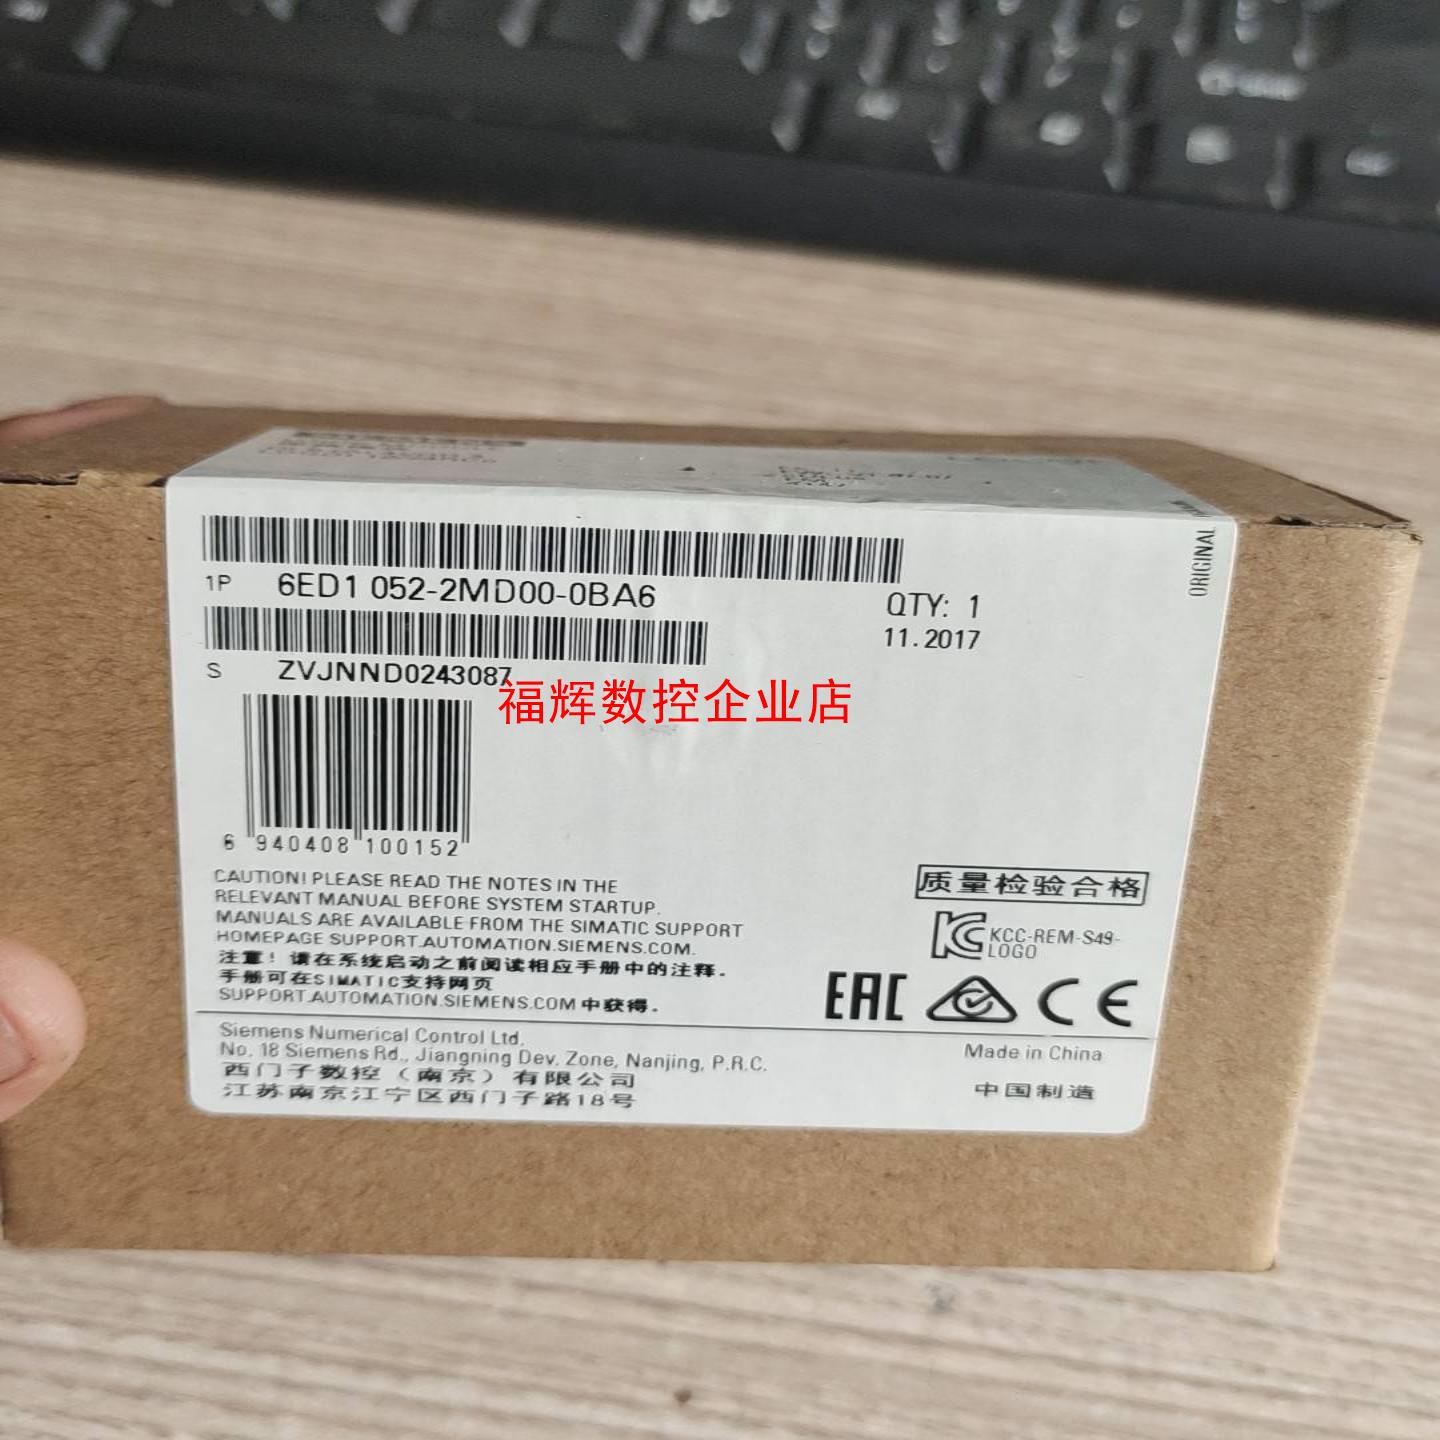 ORIGINAL
1P 6ED1 052-2MD00-0BA6
QTY: 1
11.2017
S ZVJNND0243087
福辉数控企业店
6 940408 100152
CAUTION! PLEASE READ THE NOTES IN THE
RELEVANT MANUAL BEFORE SYSTEM STARTUP.
MANUALS ARE AVAILABLE FROM THE SIMATIC SUPPORT
HOMEPAGE SUPPORT.AUTOMATION.SIEMENS.COM.
注意！请在系统启动之前阅读相应手册中的注释.
手册可在SIMATIC支持网页
SUPPORT.AUTOMATION.SIEMENS.COM 中获得.
质量检验合格
KC KCC-REM-S49-
LOGO
EAC CE
Siemens Numerical Control Ltd.
No. 18 Siemens Rd., Jiangning Dev. Zone, Nanjing, P.R.C.
西门子数控（南京）有限公司
江苏南京江宁区西门子路18号
Made in China
中国制造